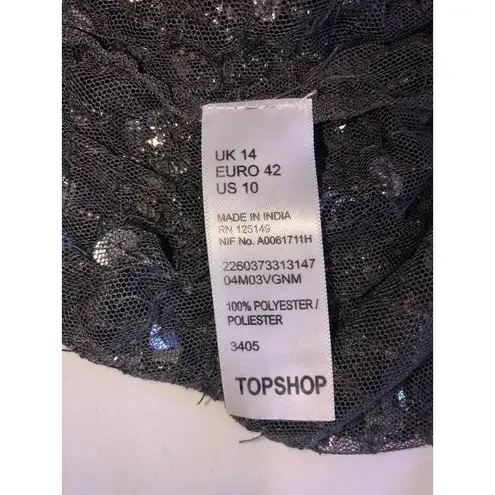 UK 14
EURO 42
US 10
MADE IN INDIA
RN 125149
NIF No. A0061711H
2260373313147
04M03VGNM
100% POLYESTER /
POLIESTER
3405
TOPSHOP